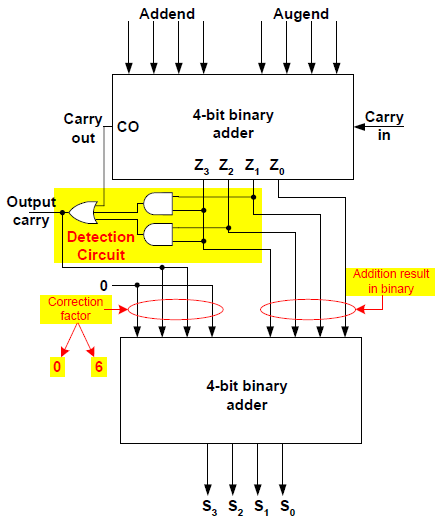 Addend Augend
4-bit binary
adder
Carry
out
CO
Carry
in
Z3 Z2 Z1 Z0
Output
carry
Detection
Circuit
0
Correction
factor
Addition result
in binary
0 6
4-bit binary
adder
S3 S2 S1 S0